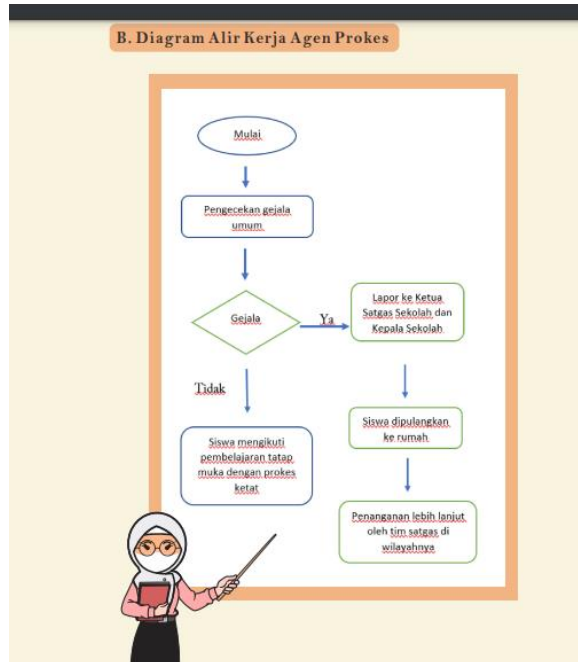 B. Diagram Alir Kerja Agen Prokes
Mulai
Pengecekan gejala
umum
Gejala
Ya
Tidak
Siswa mengikuti
pembelajaran tatap
muka dengan prokes
ketat
Lapor ke Ketua
Satgas Sekolah dan
Kepala Sekolah
Siswa dipulangkan
ke rumah
Penanganan lebih lanjut
oleh tim satgas di
wilayahnya